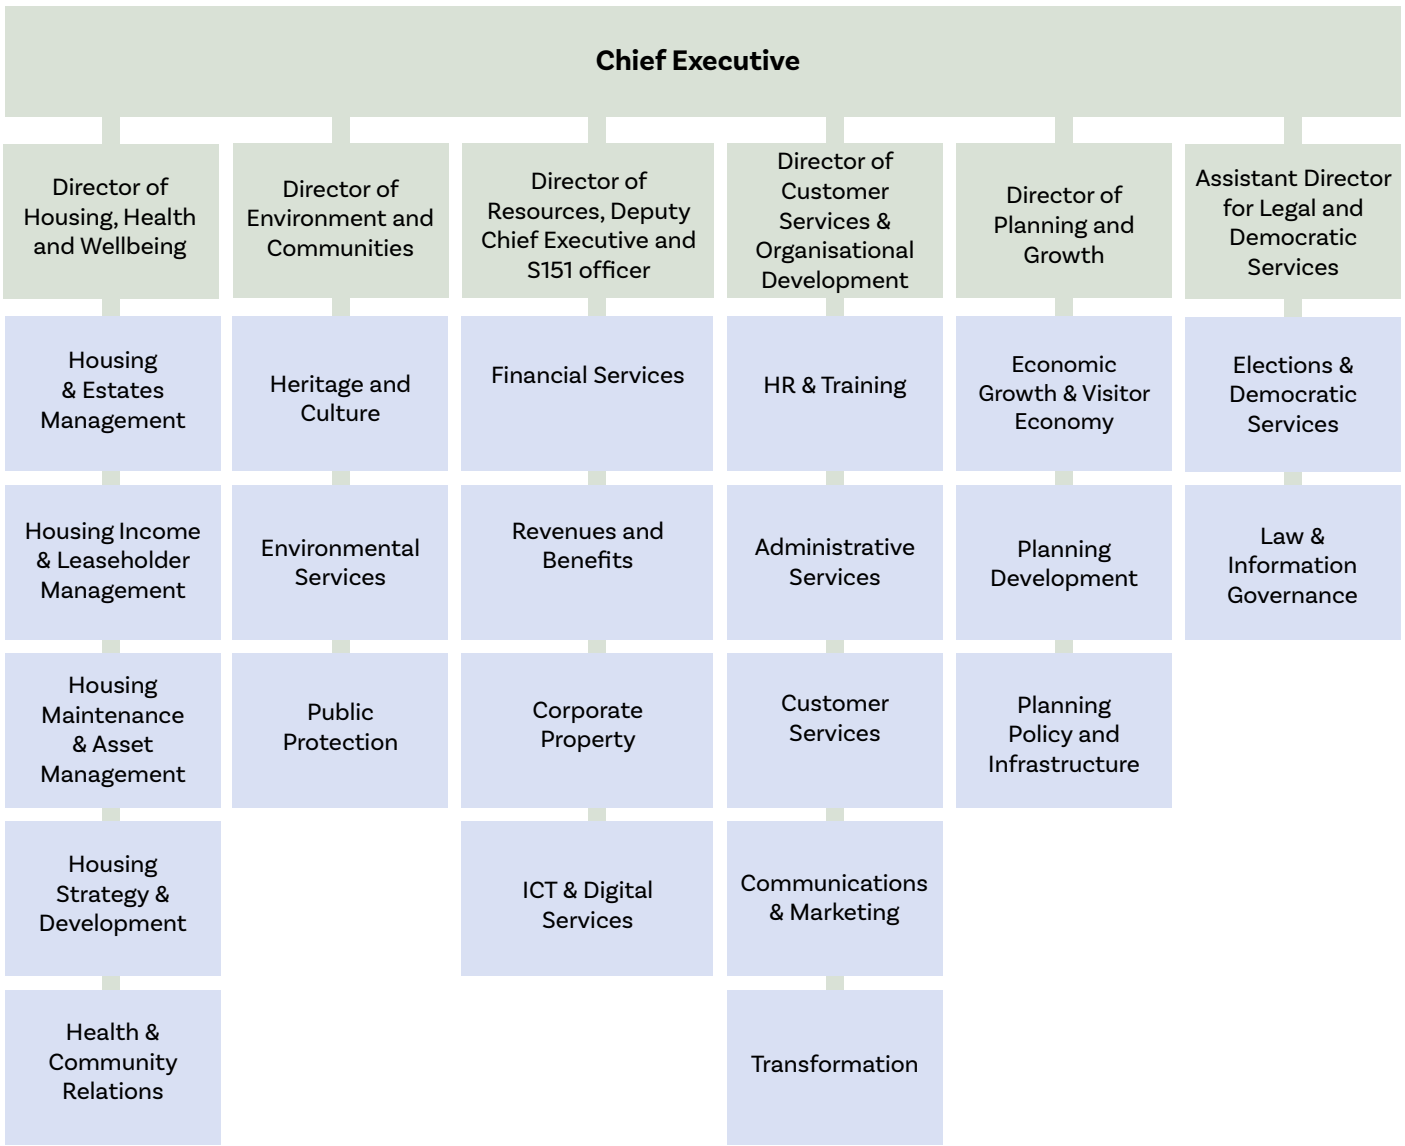 Chief Executive
Director of
Housing, Health
and Wellbeing
Director of
Environment and
Communities
Director of
Resources, Deputy
Chief Executive and
S151 officer
Director of
Customer
Services &
Organisational
Development
Director of
Planning and
Growth
Assistant Director
for Legal and
Democratic
Services
Housing
& Estates
Management
Heritage and
Culture
Financial Services
HR & Training
Economic
Growth & Visitor
Economy
Elections &
Democratic
Services
Housing Income
& Leaseholder
Management
Environmental
Services
Revenues and
Benefits
Administrative
Services
Planning
Development
Law &
Information
Governance
Housing
Maintenance
& Asset
Management
Public
Protection
Corporate
Property
Customer
Services
Planning
Policy and
Infrastructure
Housing
Strategy &
Development
ICT & Digital
Services
Communications
& Marketing
Health &
Community
Relations
Transformation